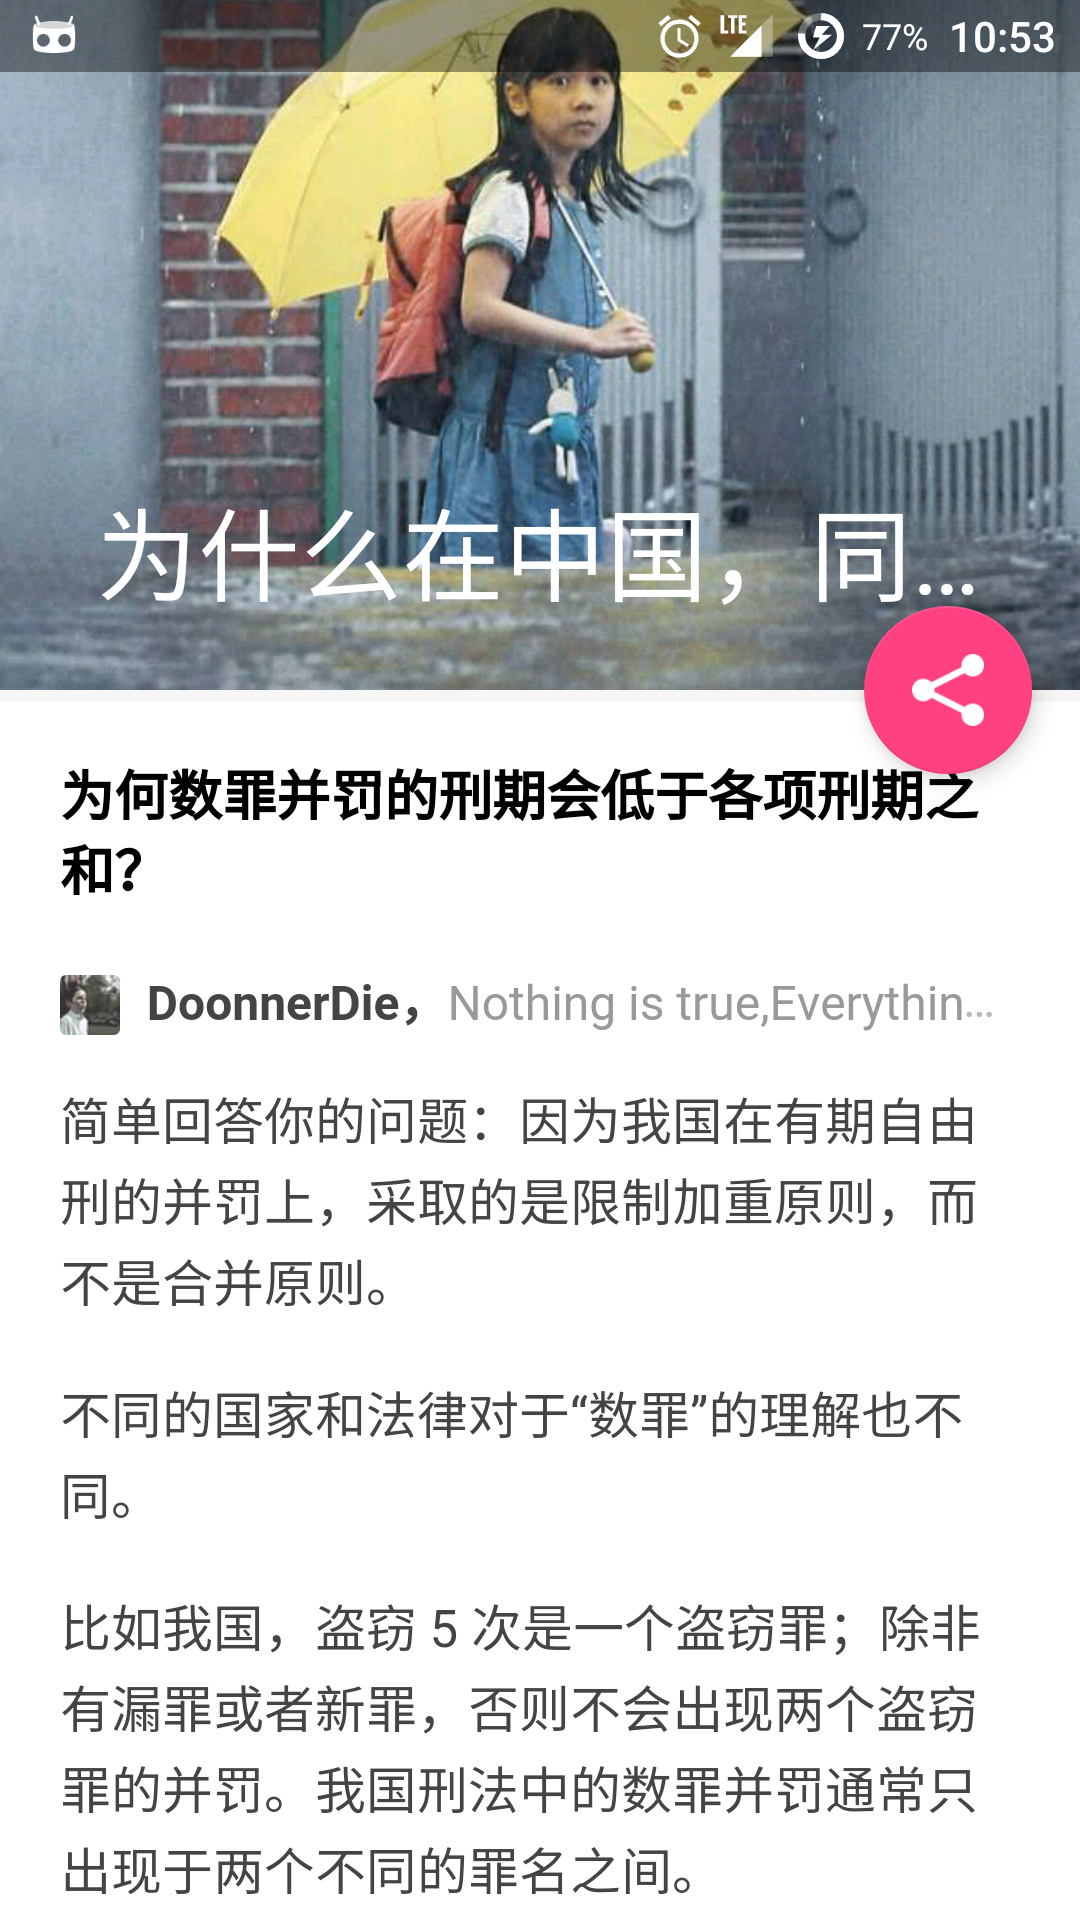 LTE 77% 10:53
为什么在中国，同...
为何数罪并罚的刑期会低于各项刑期之
和？
DoonnerDie，Nothing is true,Everythin...
简单回答你的问题：因为我国在有期自由
刑的并罚上，采取的是限制加重原则，而
不是合并原则。
不同的国家和法律对于“数罪”的理解也不
同。
比如我国，盗窃 5 次是一个盗窃罪；除非
有漏罪或者新罪，否则不会出现两个盗窃
罪的并罚。我国刑法中的数罪并罚通常只
出现于两个不同的罪名之间。